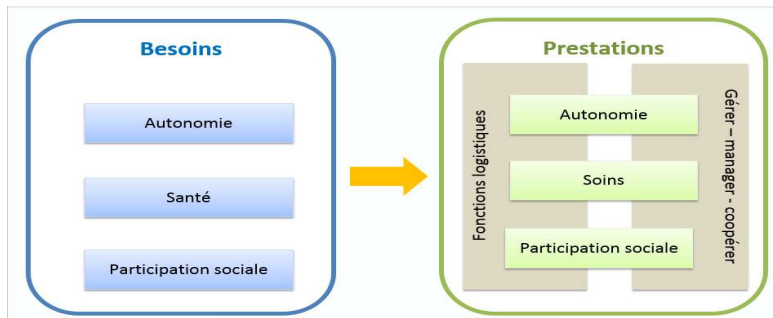 Besoins
Autonomie
Santé
Participation sociale
Prestations
Fonctions logistiques
Autonomie
Soins
Participation sociale
Gérer – manager - coopérer